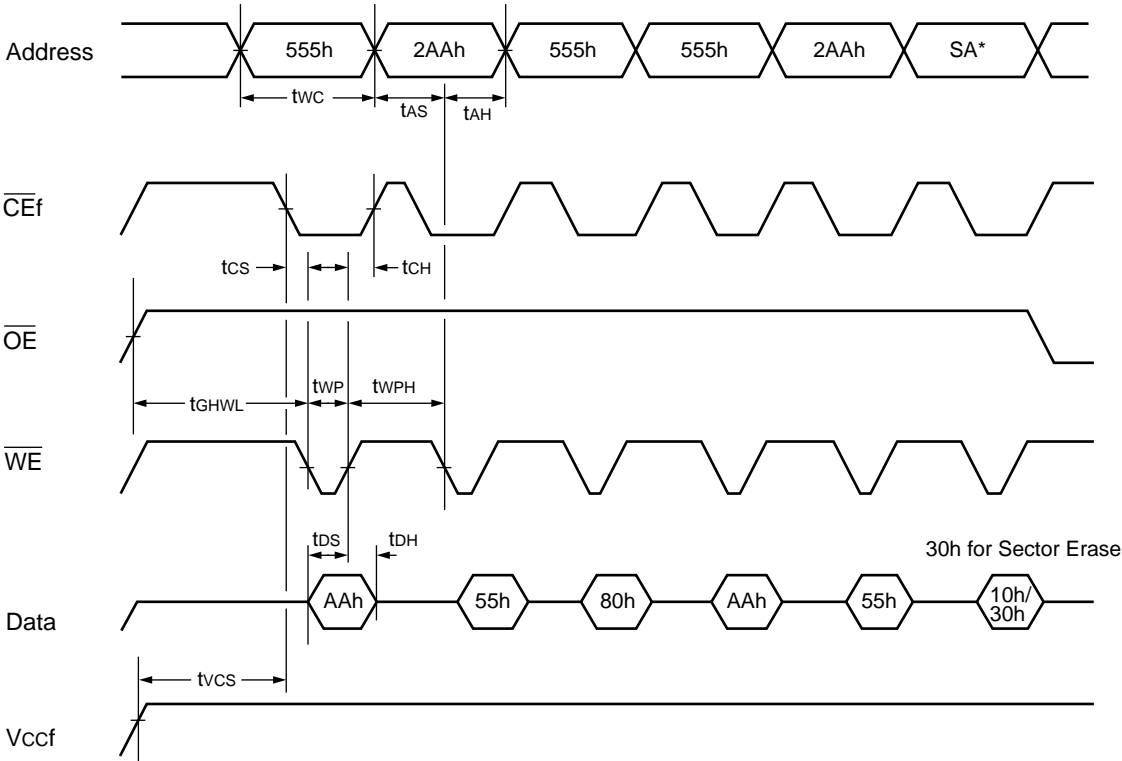 Address 555h 2AAh 555h 555h 2AAh SA*
tWC tAS tAH
CEf
tCS tCH
OE
tGHWL tWP tWPH
WE
tDS tDH
30h for Sector Erase
Data AAh 55h 80h AAh 55h 10h/
30h
tVCS
VCCf